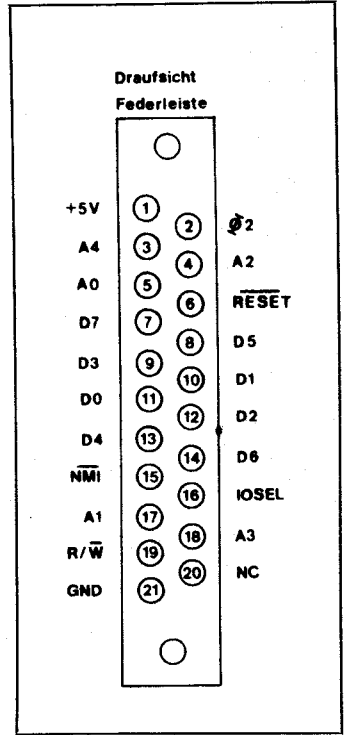 Draufsicht
Federleiste
+5V 1
2 Φ2
A4 3
4 A2
A0 5
6 R̅E̅S̅E̅T̅
D7 7
8 D5
D3 9
10 D1
D0 11
12 D2
D4 13
14 D6
N̅M̅I̅ 15
16 IOSEL
A1 17
18 A3
R/W̅ 19
20 NC
GND 21